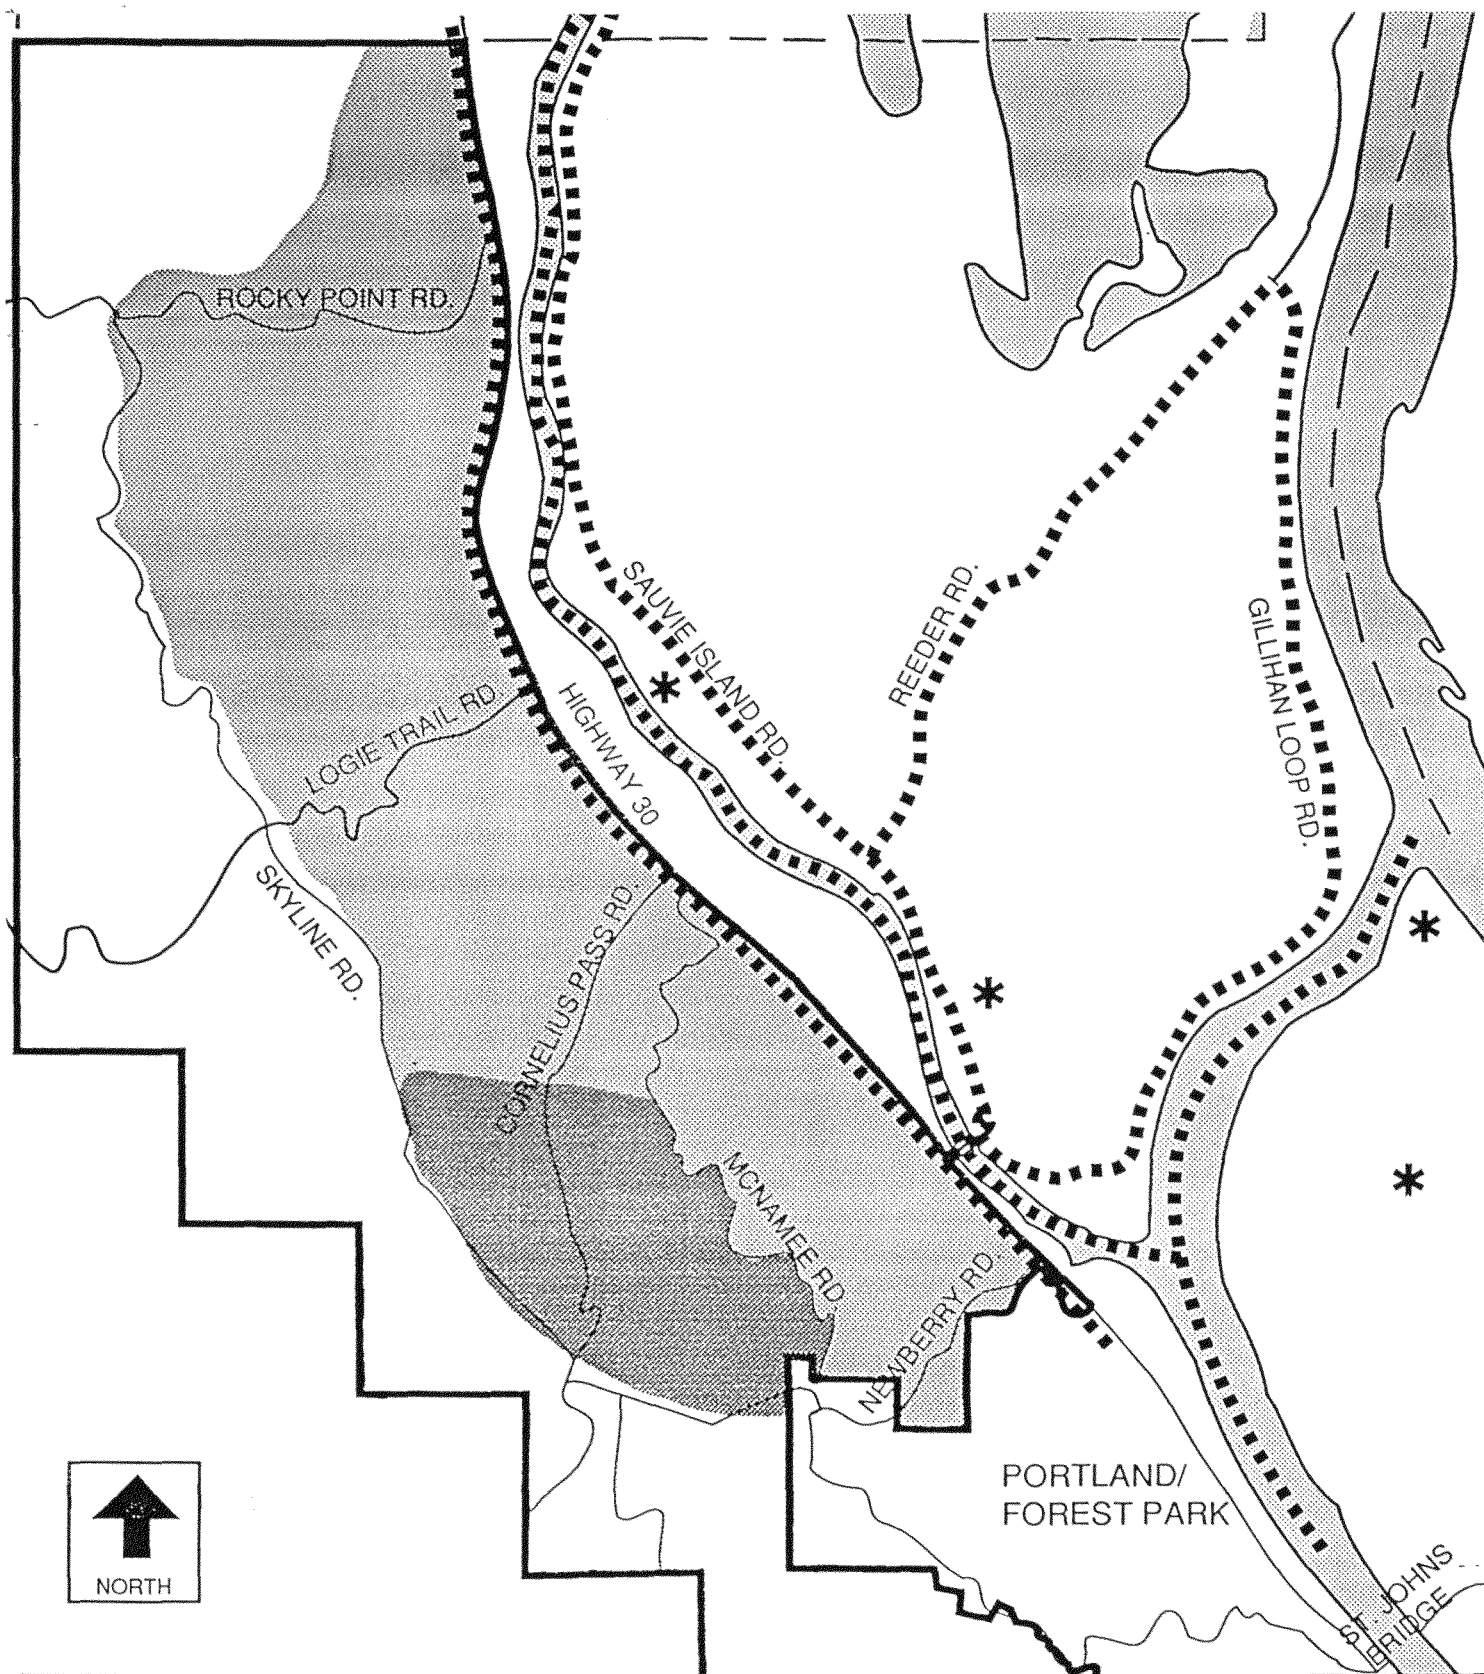 ROCKY POINT RD.
SAUVIE ISLAND RD.
REEDER RD.
GILLIHAN LOOP RD.
LOGIE TRAIL RD
HIGHWAY 30
SKYLINE RD.
CORNELIUS PASS RD.
MCNAMEE RD.
NEWBERRY RD.
PORTLAND/
FOREST PARK
NORTH
ST. JOHNS
BRIDGE